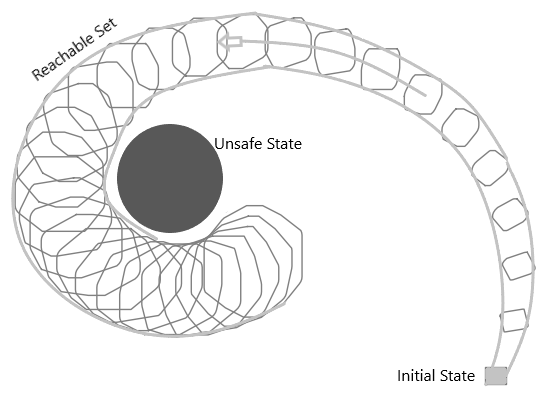 Reachable Set
Unsafe State
Initial State